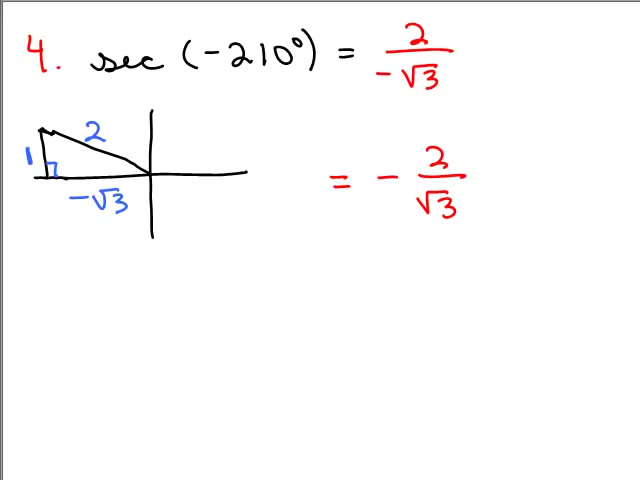 4. sec (-210°) = 2/-√3
2
1
-√3
= - 2/√3